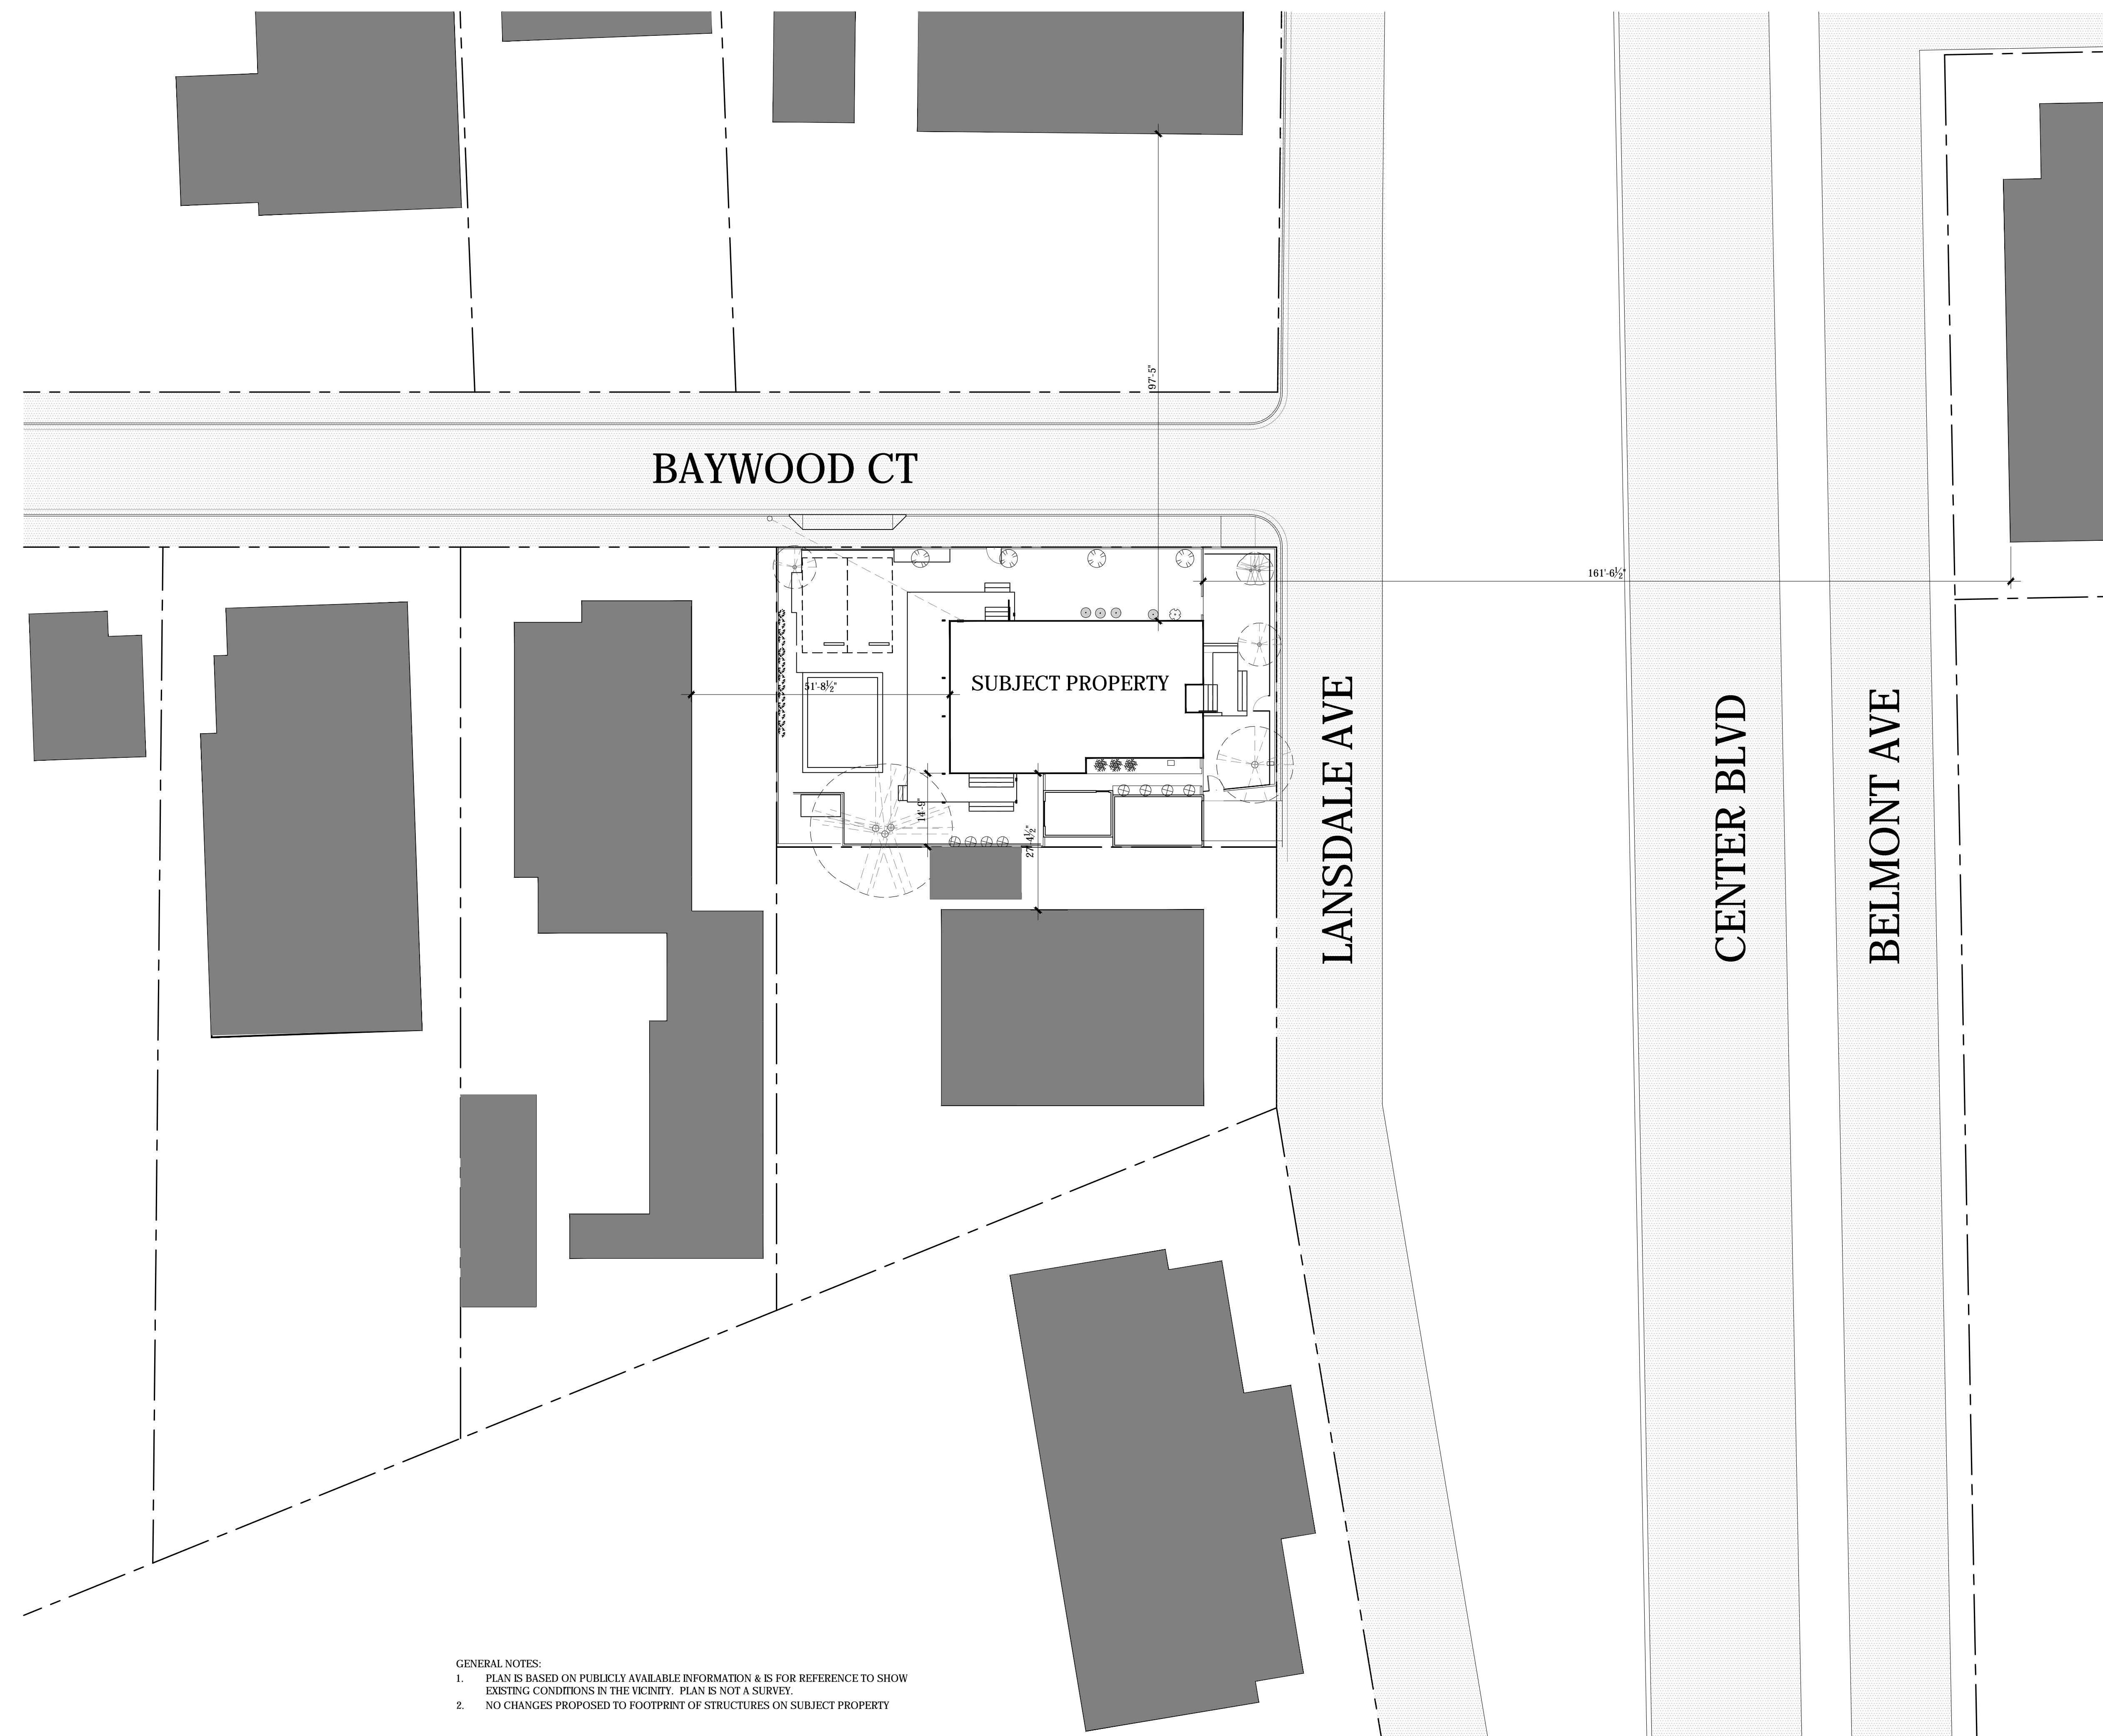 97'-5"
BAYWOOD CT
161'-6½"
SUBJECT PROPERTY
51'-8½"
14'-9"
27'-4½"
LANSDALE AVE
CENTER BLVD
BELMONT AVE
GENERAL NOTES:
1. PLAN IS BASED ON PUBLICLY AVAILABLE INFORMATION & IS FOR REFERENCE TO SHOW
EXISTING CONDITIONS IN THE VICINITY. PLAN IS NOT A SURVEY.
2. NO CHANGES PROPOSED TO FOOTPRINT OF STRUCTURES ON SUBJECT PROPERTY